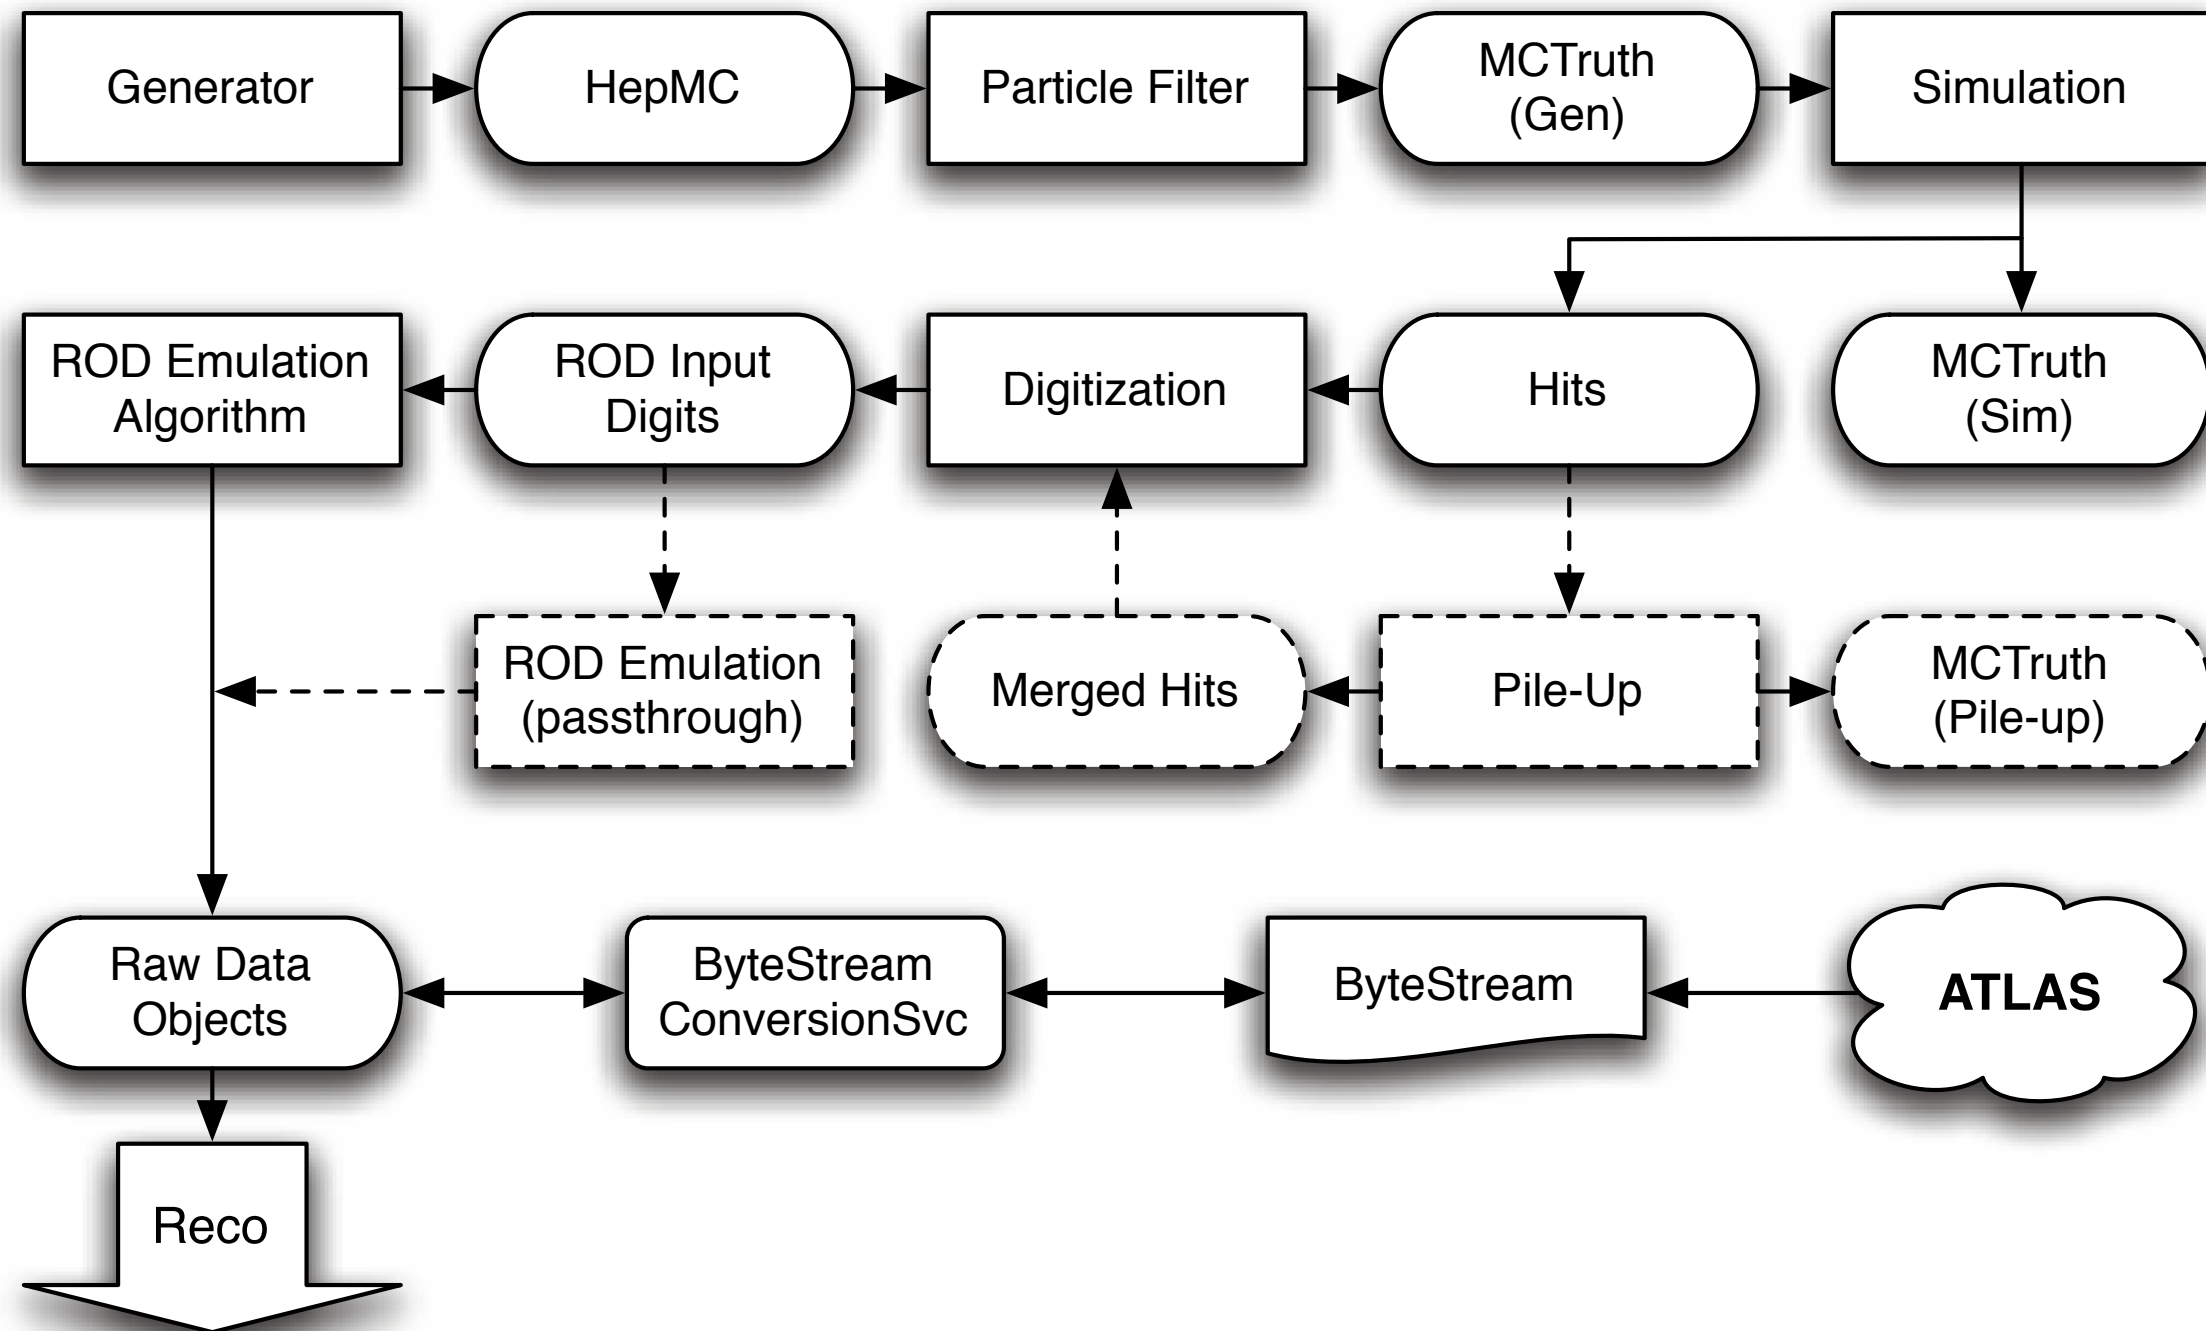 Generator
HepMC
Particle Filter
MCTruth
(Gen)
Simulation
ROD Emulation
Algorithm
ROD Input
Digits
Digitization
Hits
MCTruth
(Sim)
ROD Emulation
(passthrough)
Merged Hits
Pile-Up
MCTruth
(Pile-up)
Raw Data
Objects
ByteStream
ConversionSvc
ByteStream
ATLAS
Reco